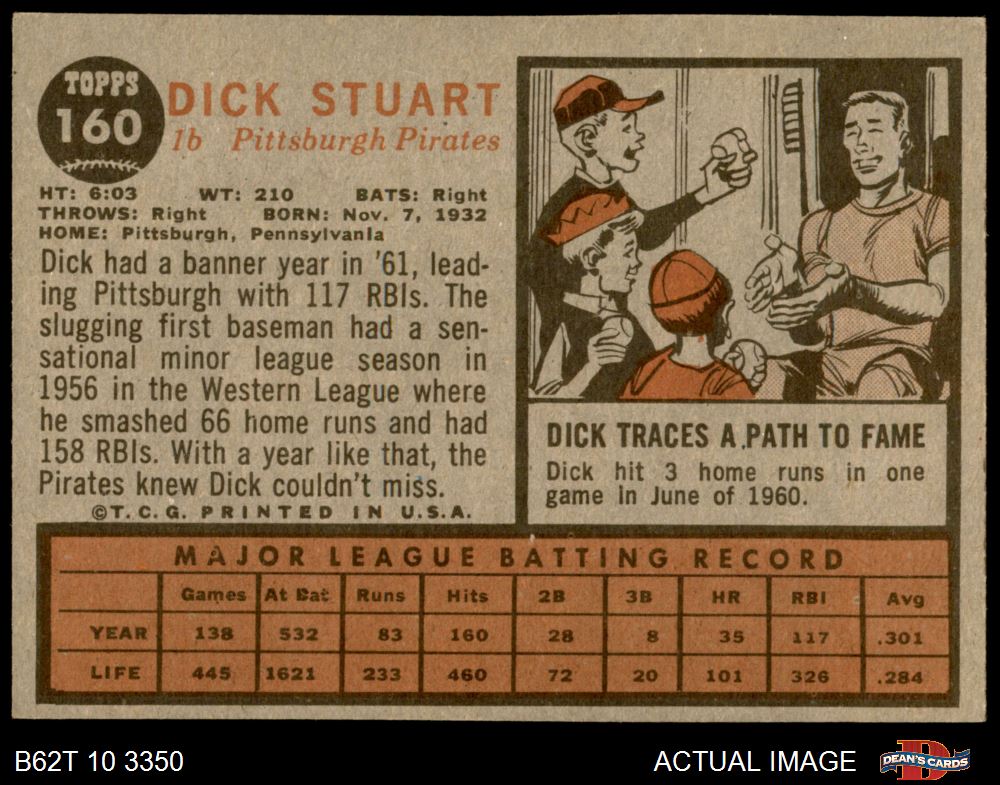 TOPPS
160
DICK STUART
1b Pittsburgh Pirates
HT: 6:03 WT: 210 BATS: Right
THROWS: Right BORN: Nov. 7, 1932
HOME: Pittsburgh, Pennsylvania
Dick had a banner year in '61, lead-
ing Pittsburgh with 117 RBIs. The
slugging first baseman had a sen-
sational minor league season in
1956 in the Western League where
he smashed 66 home runs and had
158 RBIs. With a year like that, the
Pirates knew Dick couldn't miss.
©T.C.G. PRINTED IN U.S.A.
DICK TRACES A PATH TO FAME
Dick hit 3 home runs in one
game in June of 1960.
MAJOR LEAGUE BATTING RECORD
Games At Bat Runs Hits 2B 3B HR RBI Avg
YEAR 138 532 83 160 28 8 35 117 .301
LIFE 445 1621 233 460 72 20 101 326 .284
B62T 10 3350 ACTUAL IMAGE DEAN'S CARDS